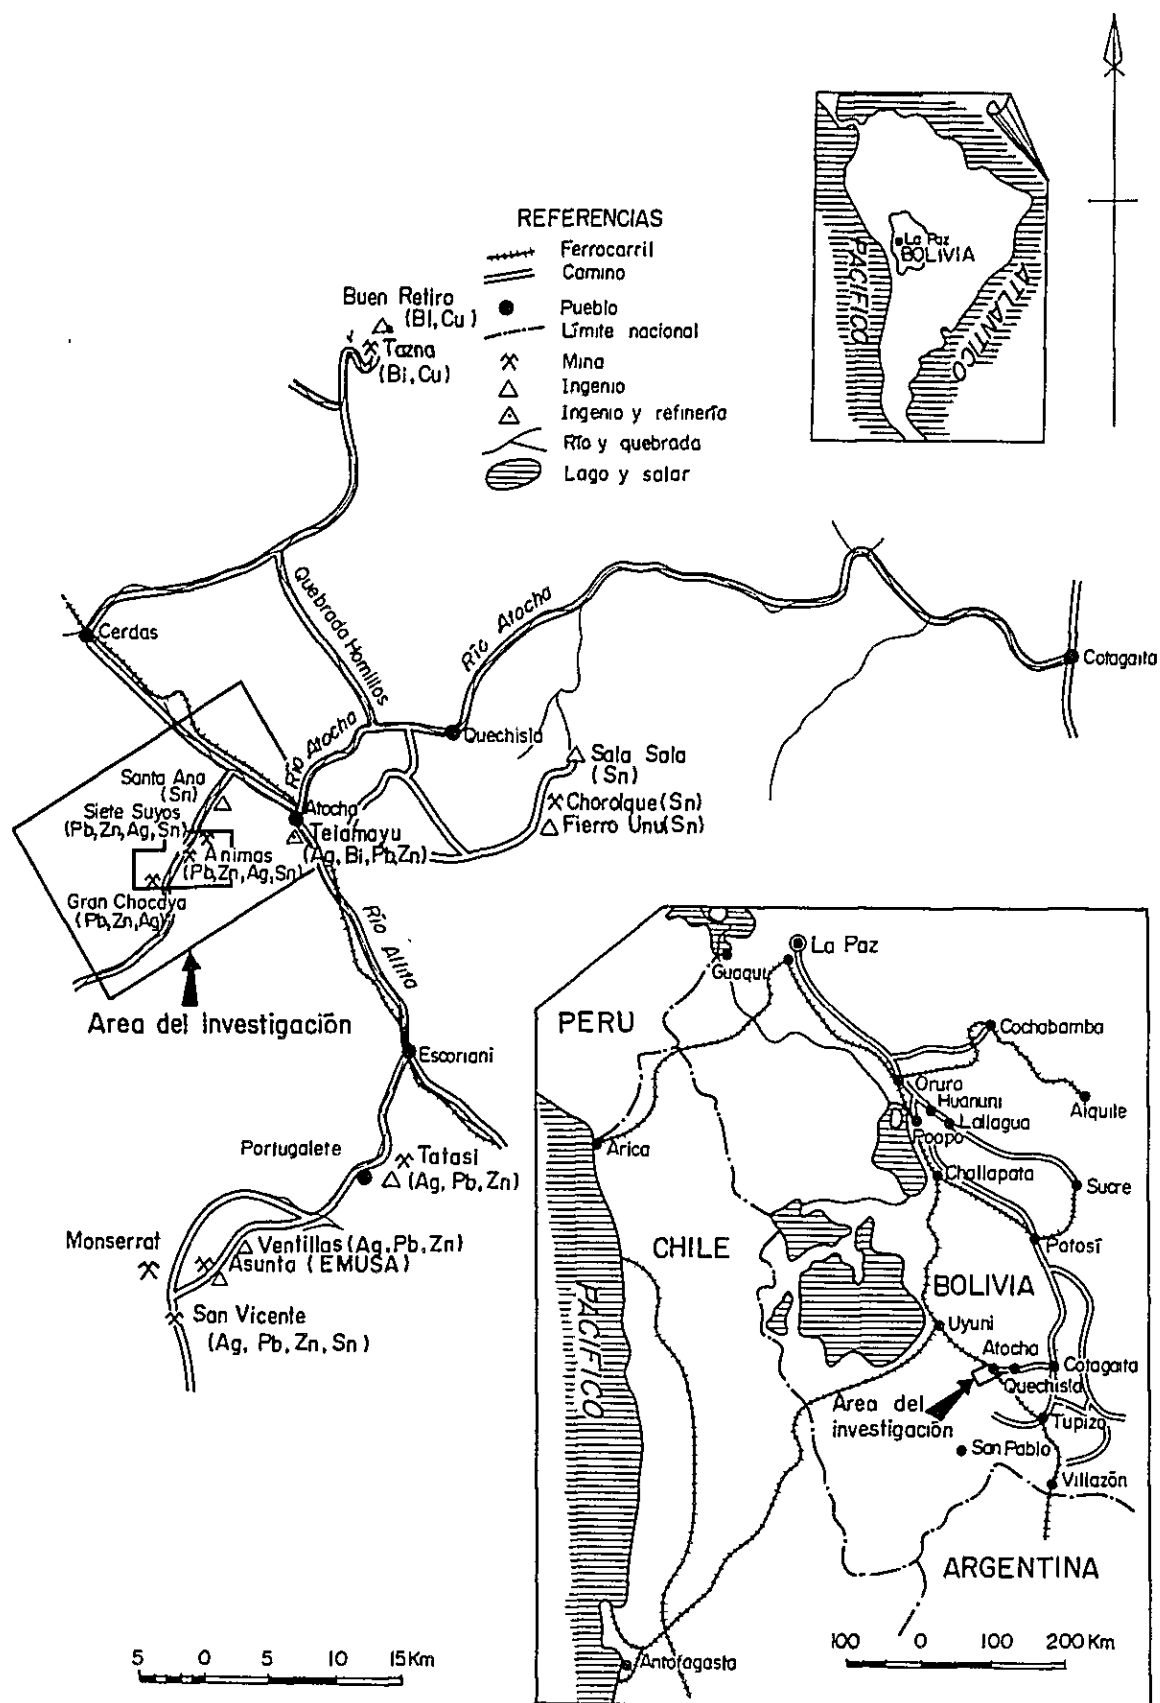 REFERENCIAS
Ferrocarril
Camino
Pueblo
Límite nacional
Mina
Ingenio
Ingenio y refinería
Río y quebrada
Lago y salar
La Paz
BOLIVIA
PACIFICO
ATLANTICO
Buen Retiro
(Bi,Cu)
Tazna
(Bi,Cu)
Cerdas
Quebrada Hornillos
Río Atocha
Río Atocha
Cotagaita
Quechisla
Sala Sala
(Sn)
Chorolque(Sn)
Fierro Unu(Sn)
Santa Ana
(Sn)
Siete Suyos
(Pb,Zn,Ag,Sn)
Atocha
Telamayu
(Ag,Bi,Pb,Zn)
Animas
(Pb,Zn,Ag,Sn)
Gran Chocaya
(Pb,Zn,Ag)
Río Allita
Area del investigación
Escoriani
Portugalete
Tatasi
(Ag, Pb, Zn)
Monserrat
Ventillas(Ag,Pb,Zn)
Asunta (EMUSA)
San Vicente
(Ag, Pb, Zn, Sn)
5 0 5 10 15Km
La Paz
Guaqui
PERU
Cochabamba
Oruro
Huanuni
Lallagua
Aiquile
Poopo
Arica
Challapata
Sucre
CHILE
Potosí
BOLIVIA
PACIFICO
Uyuni
Atocha
Cotagaita
Quechisla
Area del
investigación
Tupiza
San Pablo
Villazón
ARGENTINA
Antofagasta
100 0 100 200Km